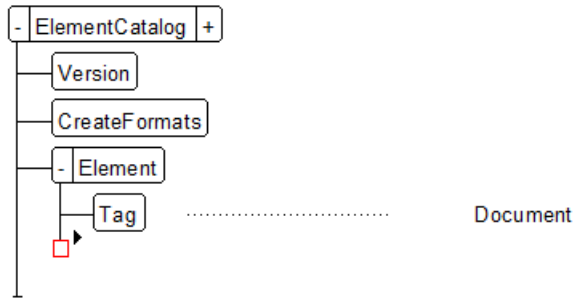 - ElementCatalog +
Version
CreateFormats
- Element
Tag ................................ Document